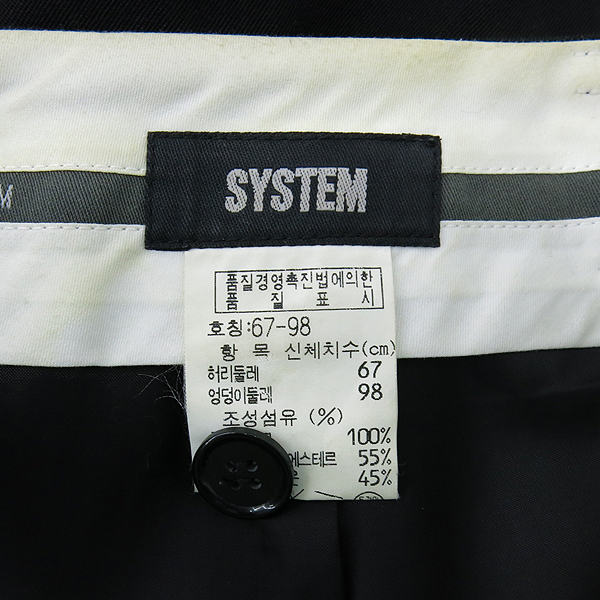 M
SYSTEM
품질경영촉진법에의한
품 질 표 시
호칭:67-98
항 목 신체치수(cm)
허리둘레 67
엉덩이둘레 98
조성섬유 (%)
100%
에스테르 55%
45%